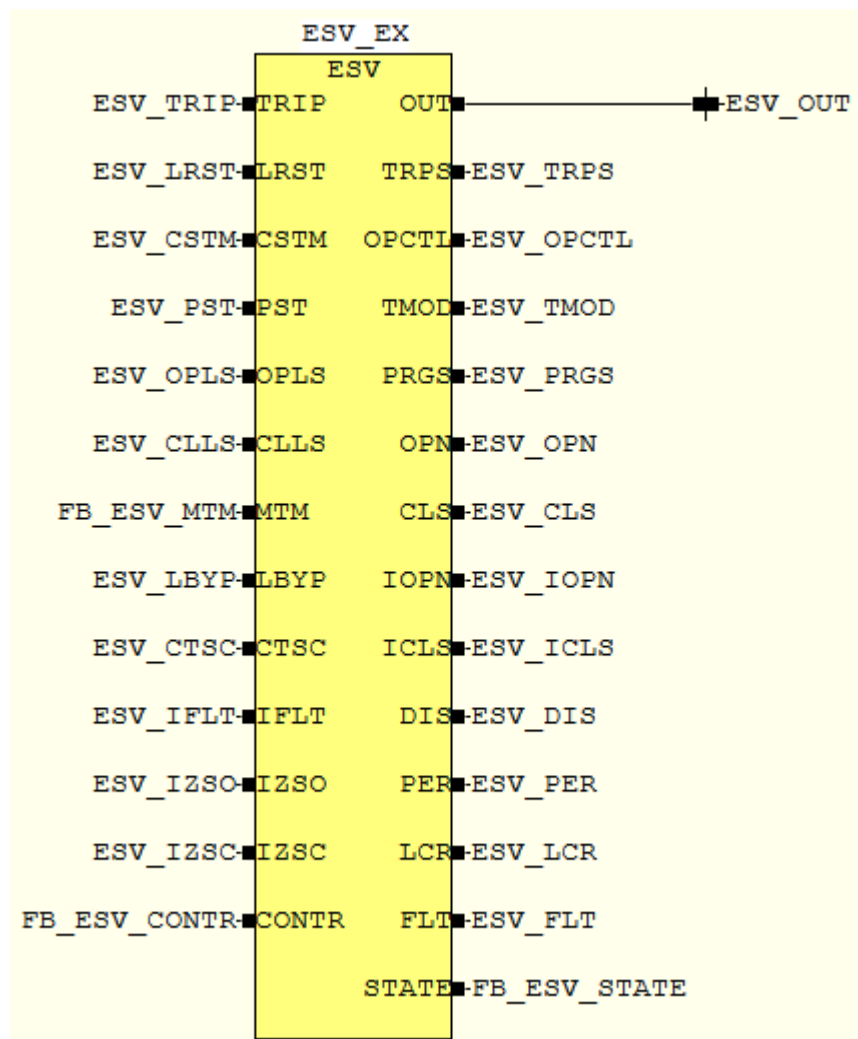 ESV_EX
ESV
ESV_TRIP TRIP OUT ESV_OUT
ESV_LRST LRST TRPS ESV_TRPS
ESV_CSTM CSTM OPCTL ESV_OPCTL
ESV_PST PST TMOD ESV_TMOD
ESV_OPLS OPLS PRGS ESV_PRGS
ESV_CLLS CLLS OPN ESV_OPN
FB_ESV_MTM MTM CLS ESV_CLS
ESV_LBYP LBYP IOPN ESV_IOPN
ESV_CTSC CTSC ICLS ESV_ICLS
ESV_IFLT IFLT DIS ESV_DIS
ESV_IZSO IZSO PER ESV_PER
ESV_IZSC IZSC LCR ESV_LCR
FB_ESV_CONTR CONTR FLT ESV_FLT
STATE FB_ESV_STATE